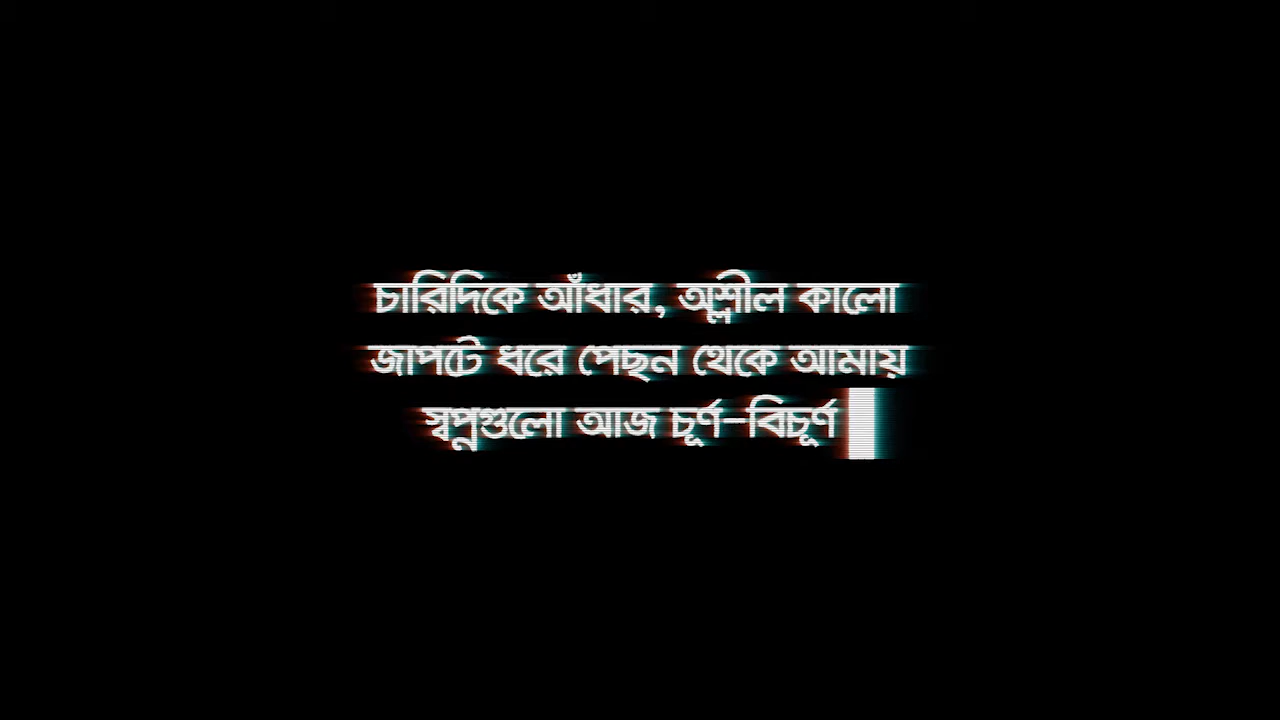 চারিদিকে আঁধার, অশ্লীল কালো
জাপটে ধরে পেছন থেকে আমায়
স্বপ্নগুলো আজ চূর্ণ-বিচূর্ণ